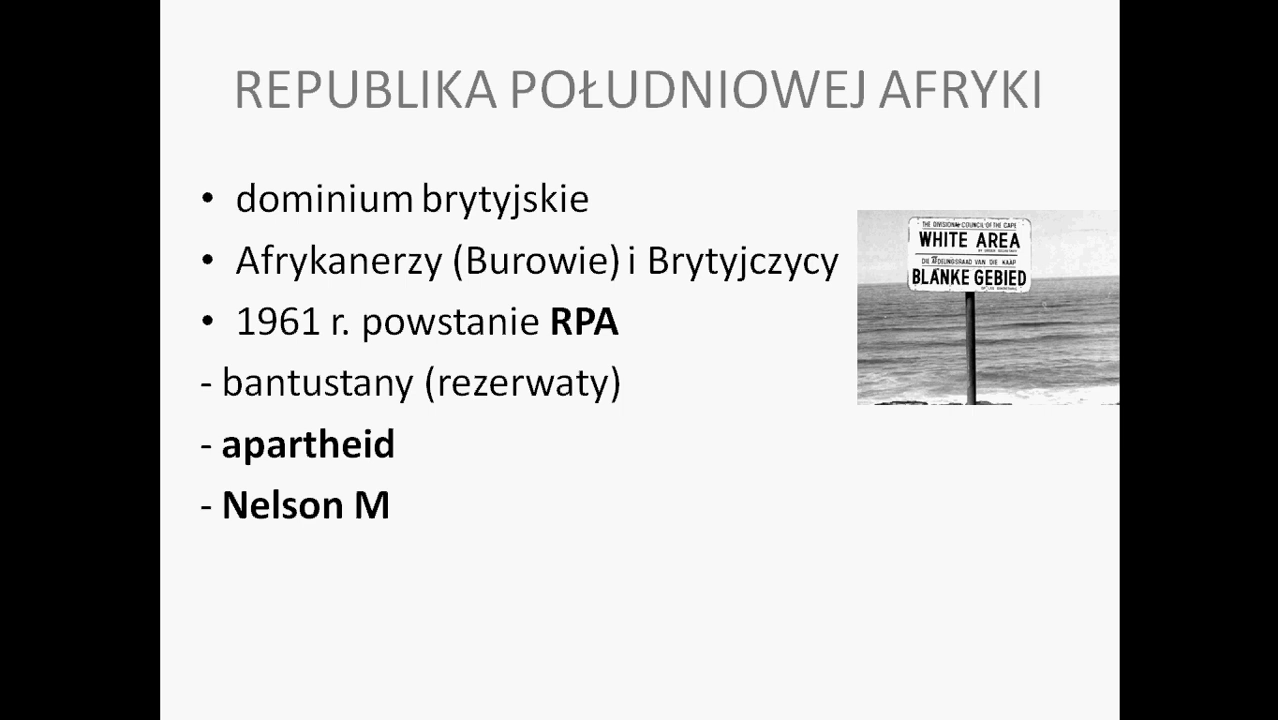 REPUBLIKA POŁUDNIOWEJ AFRYKI
• dominium brytyjskie
• Afrykanerzy (Burowie) i Brytyjczycy
• 1961 r. powstanie RPA
- bantustany (rezerwaty)
- apartheid
- Nelson M
THE DIVISIONAL COUNCIL OF THE CAPE
WHITE AREA
DIE AFDELINGSRAAD VAN DIE KAAP
BLANKE GEBIED